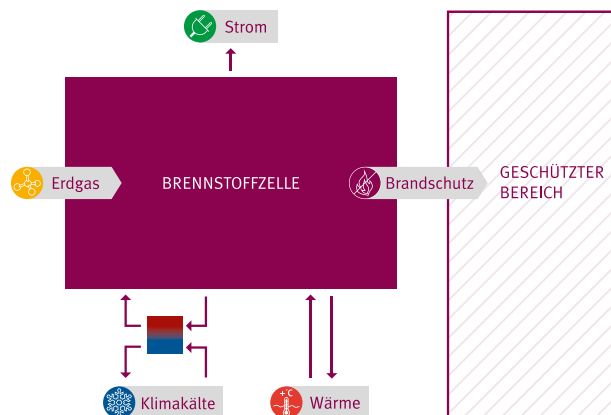 Strom
Erdgas
BRENNSTOFFZELLE
Brandschutz
GESCHÜTZTER
BEREICH
Klimakälte
+°C
Wärme